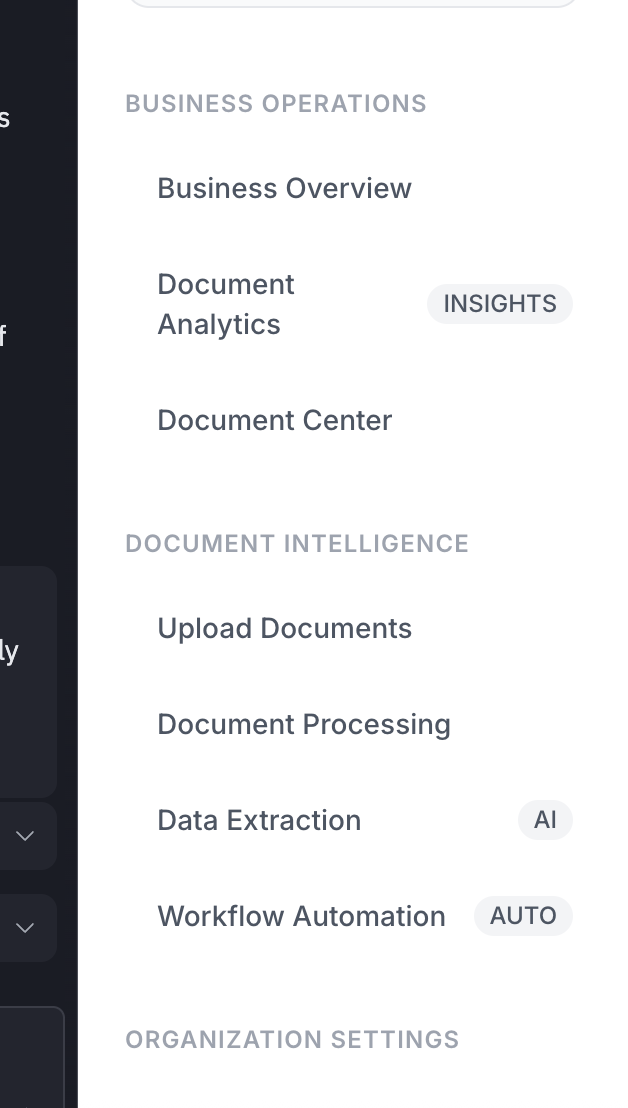 BUSINESS OPERATIONS
s
Business Overview
Document
Analytics
INSIGHTS
f
Document Center
DOCUMENT INTELLIGENCE
Upload Documents
ly
Document Processing
Data Extraction AI
Workflow Automation AUTO
ORGANIZATION SETTINGS